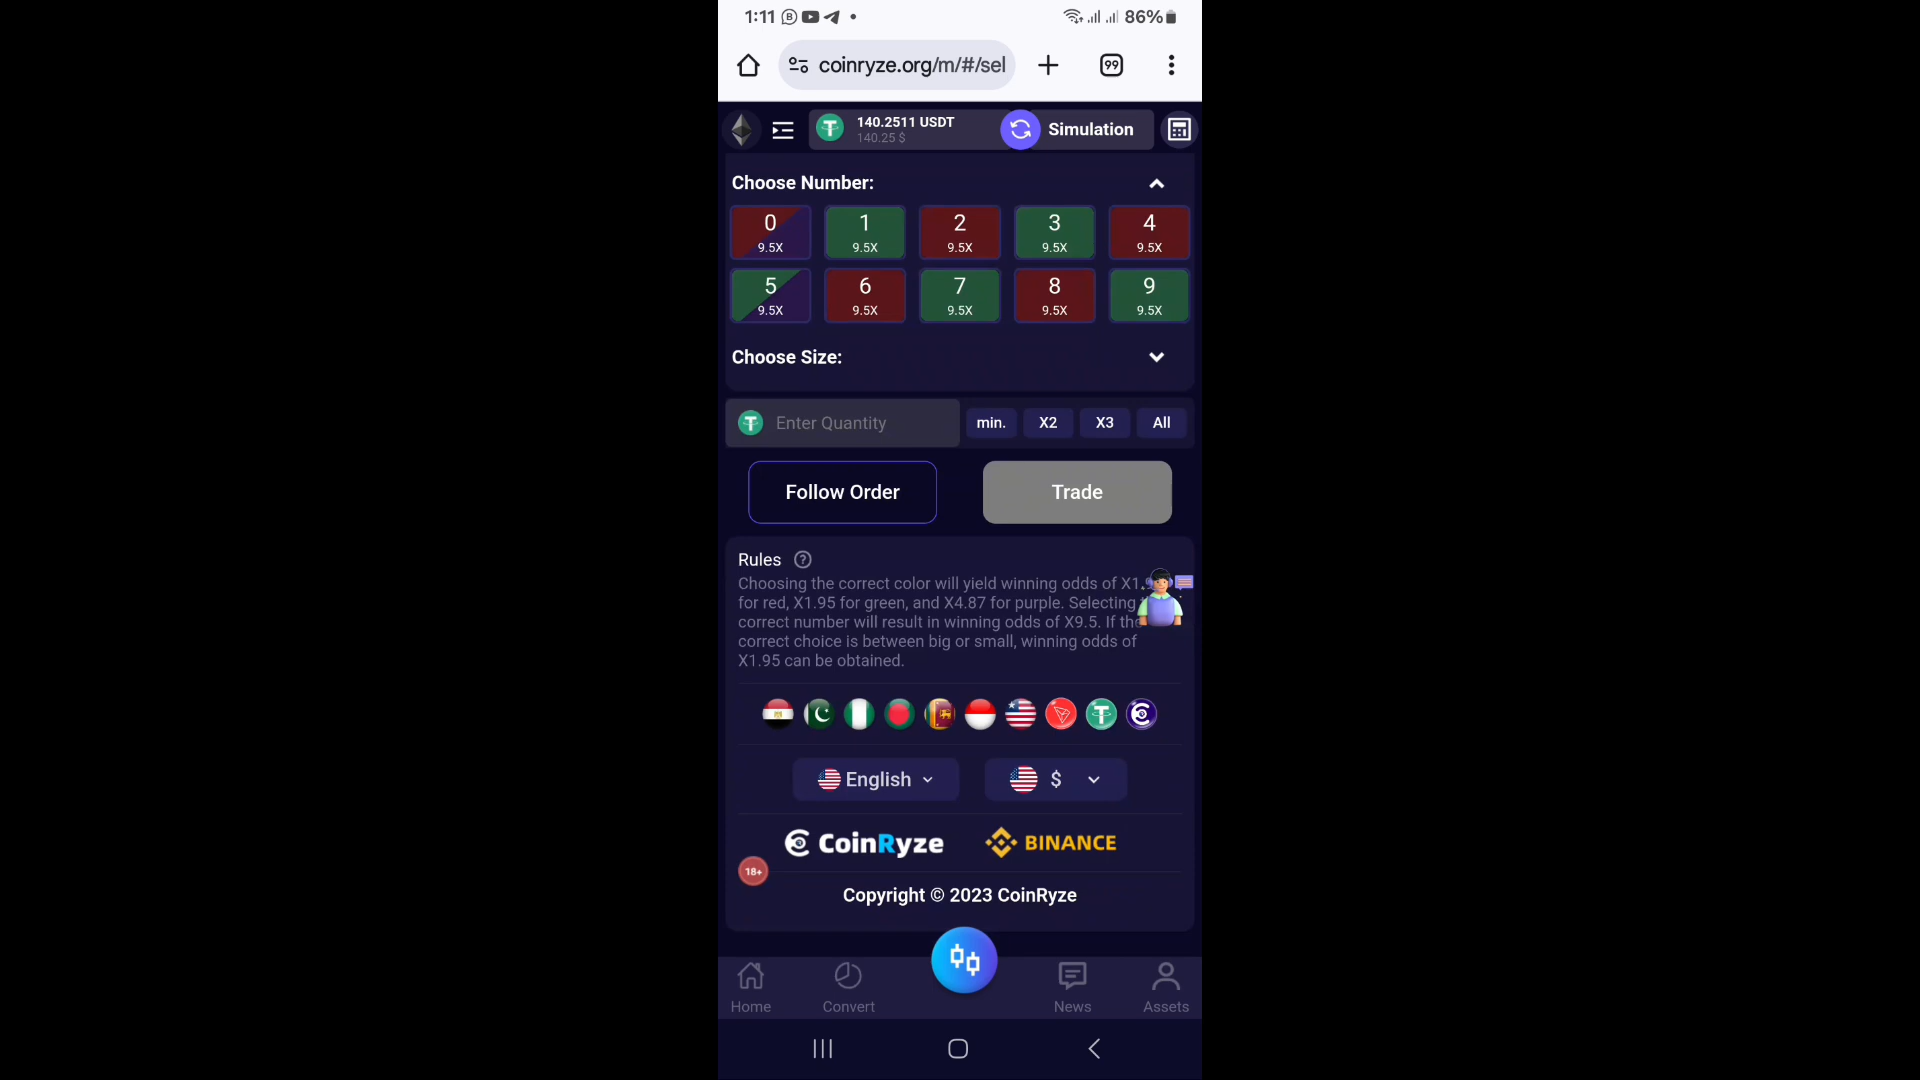 1:11
86%
coinryze.org/m/#/sel
99
140.2511 USDT
140.25 $
Simulation
Choose Number:
0 1 2 3 4
9.5X 9.5X 9.5X 9.5X 9.5X
5 6 7 8 9
9.5X 9.5X 9.5X 9.5X 9.5X
Choose Size:
Enter Quantity min. X2 X3 All
Follow Order Trade
Rules ?
Choosing the correct color will yield winning odds of
for red, X1.95 for green, and X4.87 for purple. Selecting
correct number will result in winning odds of X9.5. If the
correct choice is between big or small, winning odds of
X1.95 can be obtained.
English $
CoinRyze BINANCE
18+
Copyright © 2023 CoinRyze
Home Convert News Assets